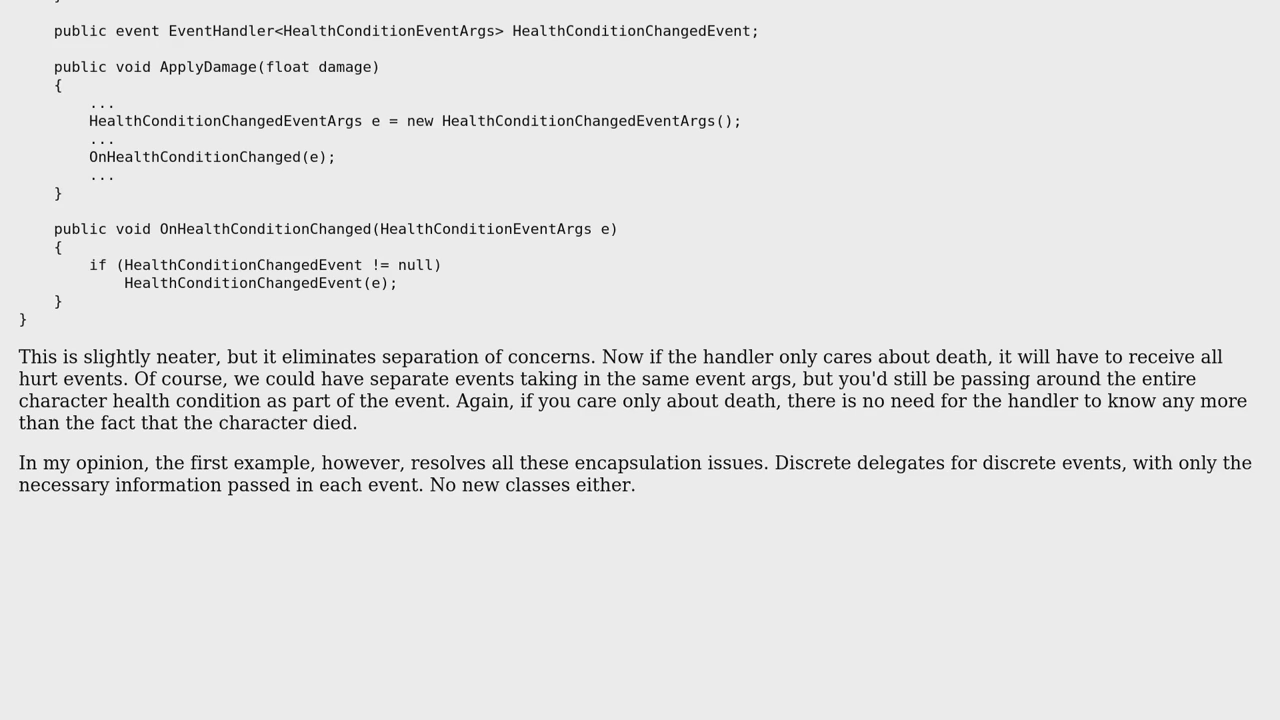 public event EventHandler<HealthConditionEventArgs> HealthConditionChangedEvent;
public void ApplyDamage(float damage)
{
...
HealthConditionChangedEventArgs e = new HealthConditionChangedEventArgs();
...
OnHealthConditionChanged(e);
...
}
public void OnHealthConditionChanged(HealthConditionEventArgs e)
{
if (HealthConditionChangedEvent != null)
HealthConditionChangedEvent(e);
}
}
This is slightly neater, but it eliminates separation of concerns. Now if the handler only cares about death, it will have to receive all
hurt events. Of course, we could have separate events taking in the same event args, but you'd still be passing around the entire
character health condition as part of the event. Again, if you care only about death, there is no need for the handler to know any more
than the fact that the character died.
In my opinion, the first example, however, resolves all these encapsulation issues. Discrete delegates for discrete events, with only the
necessary information passed in each event. No new classes either.